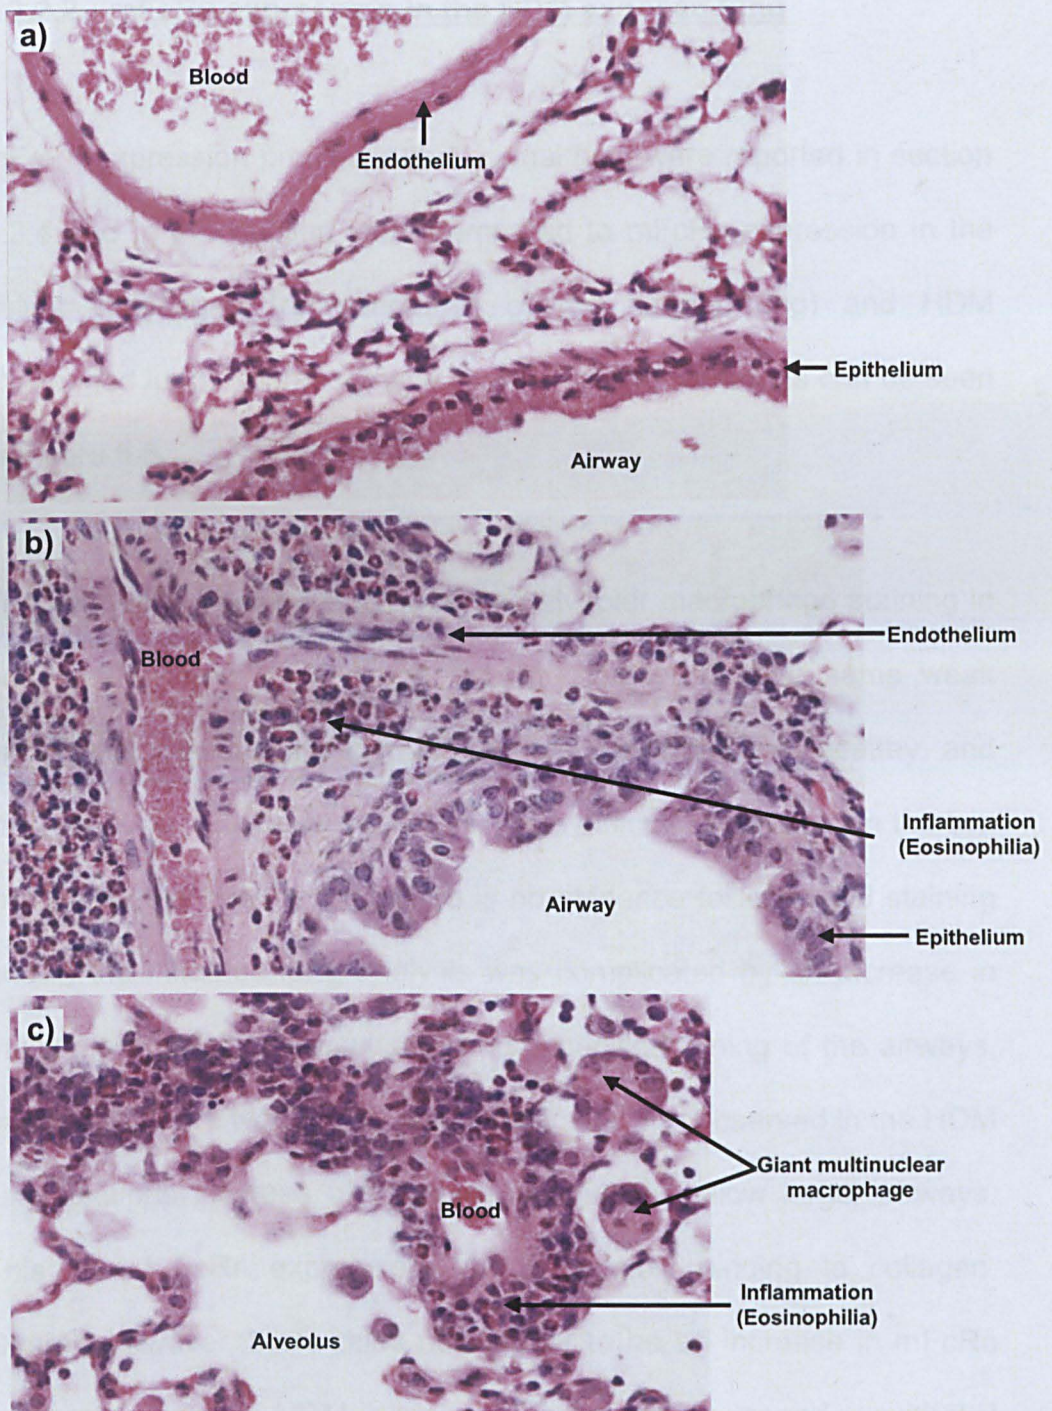 a)
Blood
Endothelium
Epithelium
Airway
b)
Blood
Endothelium
Inflammation
(Eosinophilia)
Airway
Epithelium
c)
Giant multinuclear
macrophage
Blood
Inflammation
(Eosinophilia)
Alveolus